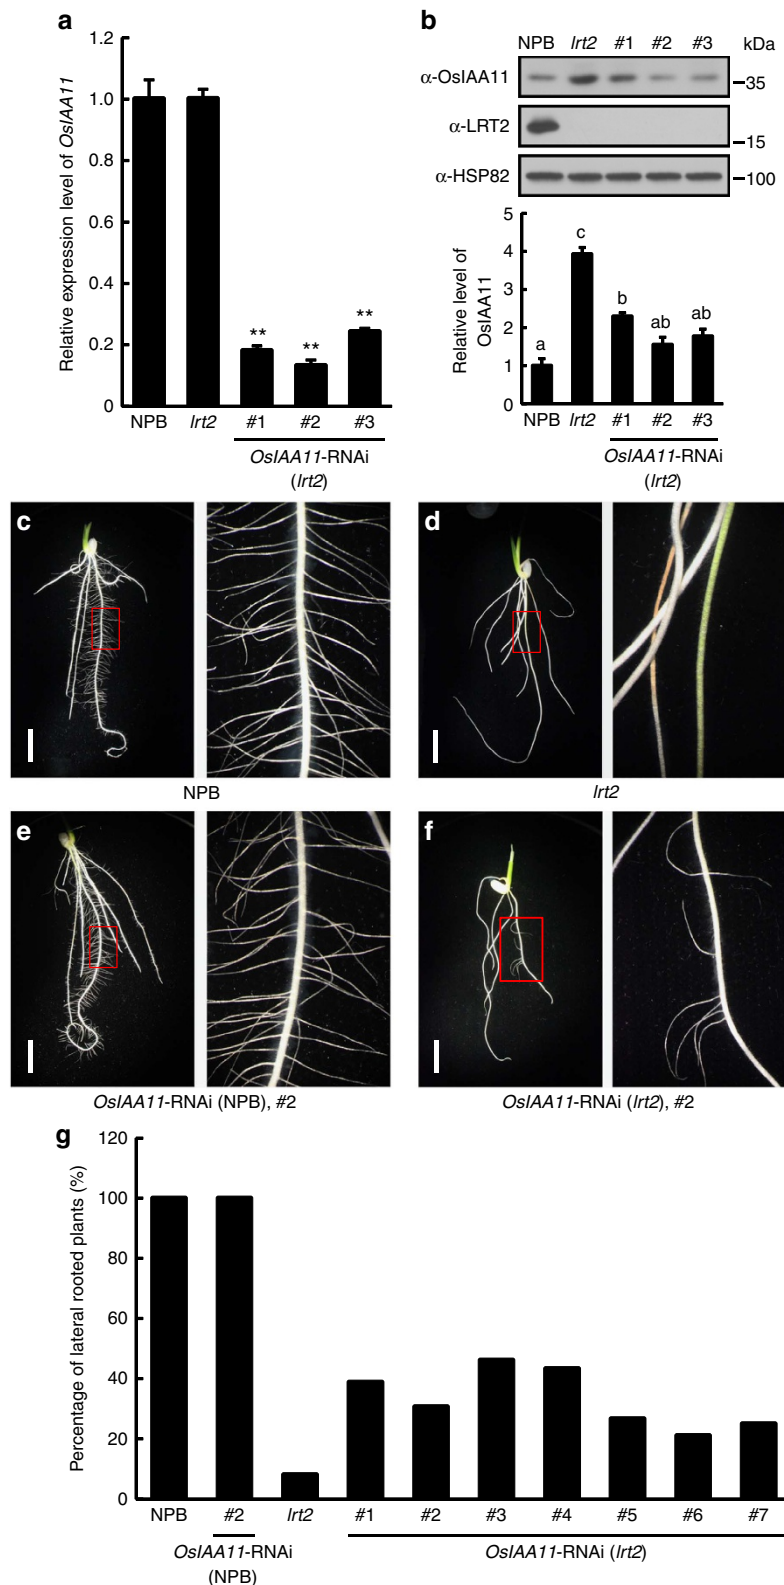 a
Relative expression level of OsIAA11
1.2
1.0
0.8
0.6
0.4
0.2
0
**
**
**
NPB
lrt2
#1
#2
#3
OsIAA11-RNAi
(lrt2)
b
NPB lrt2 #1 #2 #3 kDa
α-OsIAA11
35
α-LRT2
15
α-HSP82
100
Relative level of
OsIAA11
5
4
3
2
1
0
a
c
b
ab
ab
NPB
lrt2
#1
#2
#3
OsIAA11-RNAi
(lrt2)
c
NPB
d
lrt2
e
OsIAA11-RNAi (NPB), #2
f
OsIAA11-RNAi (lrt2), #2
g
Percentage of lateral rooted plants (%)
120
100
80
60
40
20
0
NPB #2 lrt2 #1 #2 #3 #4 #5 #6 #7
OsIAA11-RNAi
(NPB)
OsIAA11-RNAi (lrt2)